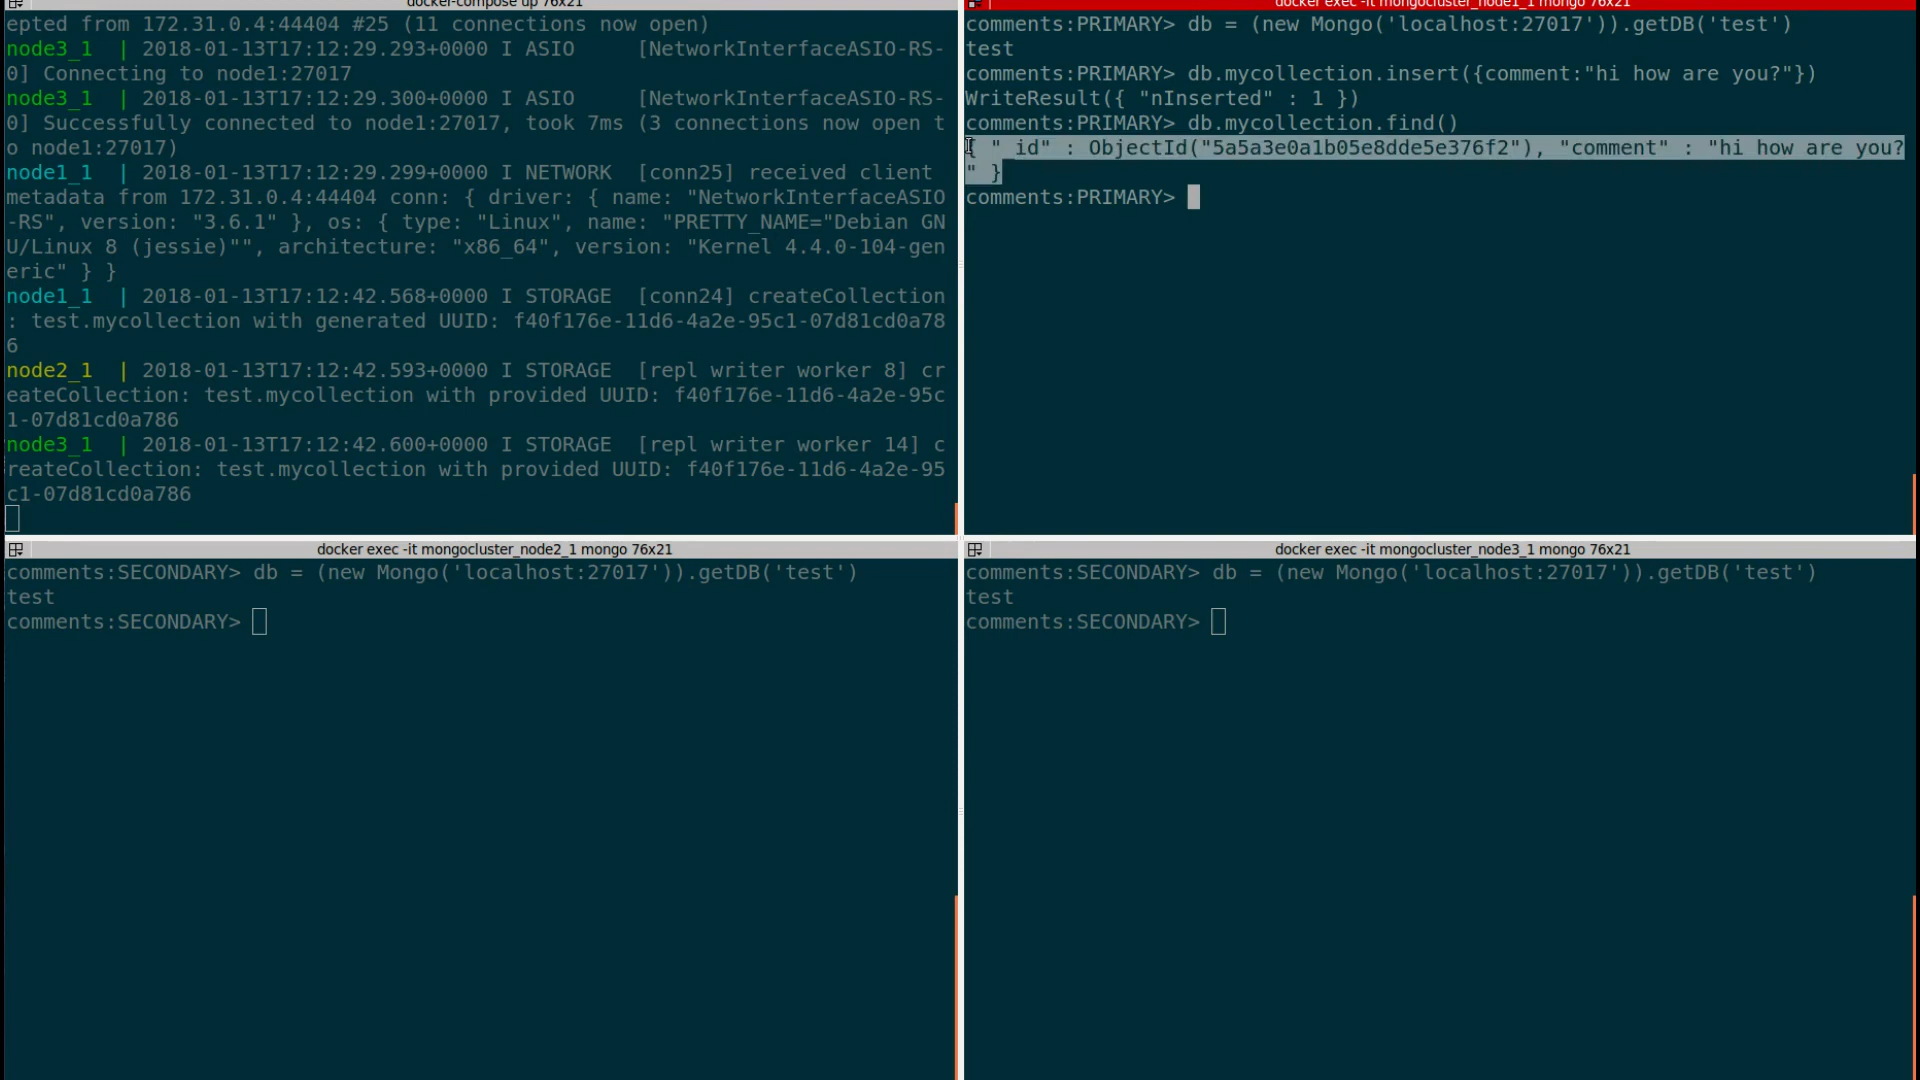 docker-compose up 76x21
epted from 172.31.0.4:44404 #25 (11 connections now open)
node3_1  | 2018-01-13T17:12:29.293+0000 I ASIO     [NetworkInterfaceASIO-RS-
0] Connecting to node1:27017
node3_1  | 2018-01-13T17:12:29.300+0000 I ASIO     [NetworkInterfaceASIO-RS-
0] Successfully connected to node1:27017, took 7ms (3 connections now open t
o node1:27017)
node1_1  | 2018-01-13T17:12:29.299+0000 I NETWORK  [conn25] received client 
metadata from 172.31.0.4:44404 conn: { driver: { name: "NetworkInterfaceASIO
-RS", version: "3.6.1" }, os: { type: "Linux", name: "PRETTY_NAME="Debian GN
U/Linux 8 (jessie)"", architecture: "x86_64", version: "Kernel 4.4.0-104-gen
eric" } }
node1_1  | 2018-01-13T17:12:42.568+0000 I STORAGE  [conn24] createCollection
: test.mycollection with generated UUID: f40f176e-11d6-4a2e-95c1-07d81cd0a78
6
node2_1  | 2018-01-13T17:12:42.593+0000 I STORAGE  [repl writer worker 8] cr
eateCollection: test.mycollection with provided UUID: f40f176e-11d6-4a2e-95c
1-07d81cd0a786
node3_1  | 2018-01-13T17:12:42.600+0000 I STORAGE  [repl writer worker 14] c
reateCollection: test.mycollection with provided UUID: f40f176e-11d6-4a2e-95
c1-07d81cd0a786
docker exec -it mongocluster_node1_1 mongo 76x21
comments:PRIMARY> db = (new Mongo('localhost:27017')).getDB('test')
test
comments:PRIMARY> db.mycollection.insert({comment:"hi how are you?"})
WriteResult({ "nInserted" : 1 })
comments:PRIMARY> db.mycollection.find()
{ "_id" : ObjectId("5a5a3e0a1b05e8dde5e376f2"), "comment" : "hi how are you?
" }
comments:PRIMARY>
docker exec -it mongocluster_node2_1 mongo 76x21
comments:SECONDARY> db = (new Mongo('localhost:27017')).getDB('test')
test
comments:SECONDARY>
docker exec -it mongocluster_node3_1 mongo 76x21
comments:SECONDARY> db = (new Mongo('localhost:27017')).getDB('test')
test
comments:SECONDARY>